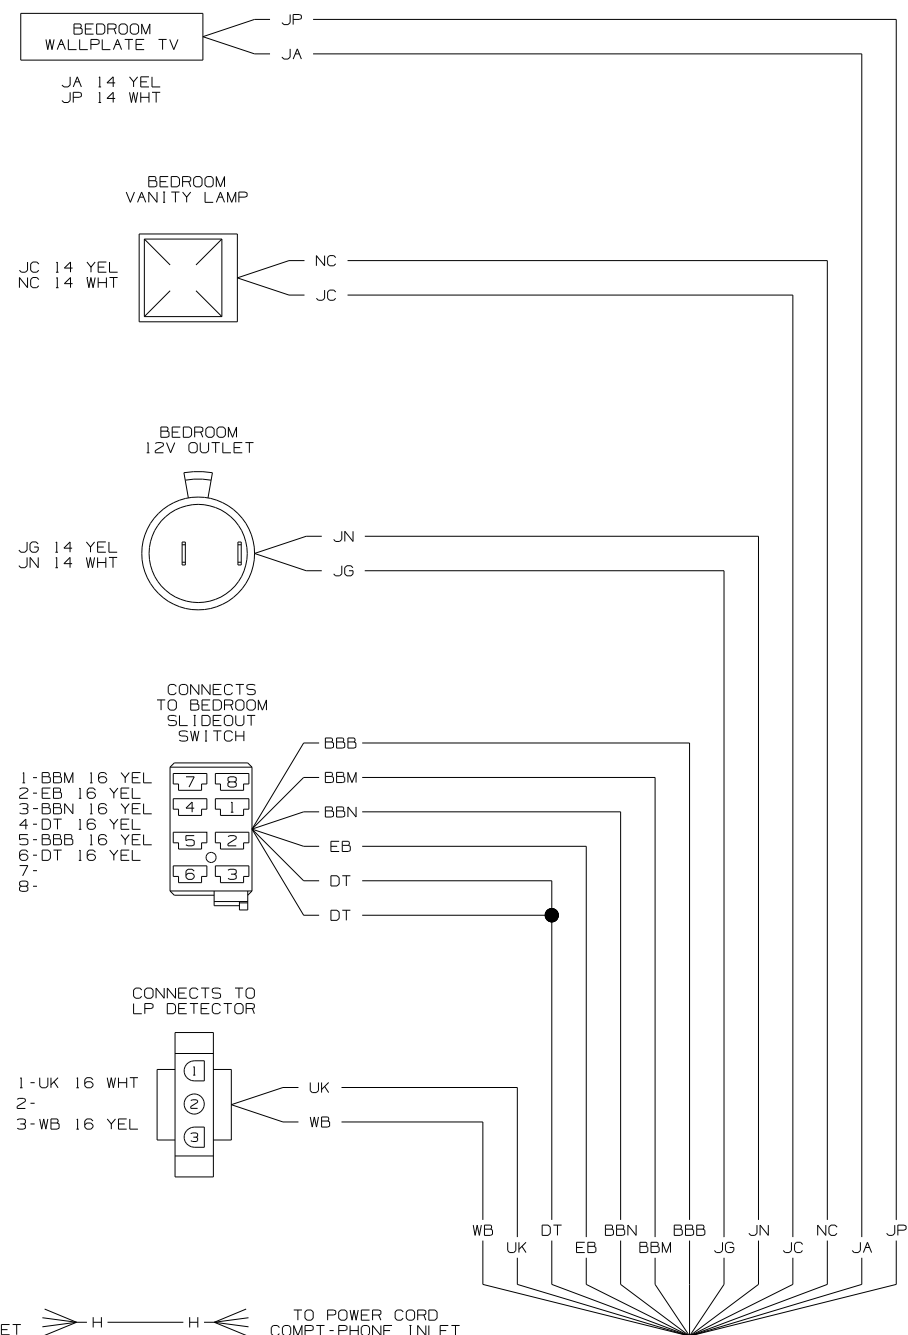 BEDROOM
WALLPLATE TV
JP
JA
JA 14 YEL
JP 14 WHT
BEDROOM
VANITY LAMP
JC 14 YEL
NC 14 WHT
NC
JC
BEDROOM
12V OUTLET
JG 14 YEL
JN 14 WHT
JN
JG
CONNECTS
TO BEDROOM
SLIDEOUT
SWITCH
1-BBM 16 YEL
2-EB 16 YEL
3-BBN 16 YEL
4-DT 16 YEL
5-BBB 16 YEL
6-DT 16 YEL
7-
8-
7 8
4 1
5 2
6 3
BBB
BBM
BBN
EB
DT
DT
CONNECTS TO
LP DETECTOR
1-UK 16 WHT
2-
3-WB 16 YEL
1
2
3
UK
WB
WB DT BBN BBB JN NC JP
UK EB BBM JG JC JA
ET
H H
TO POWER CORD
COMPT-PHONE INLET